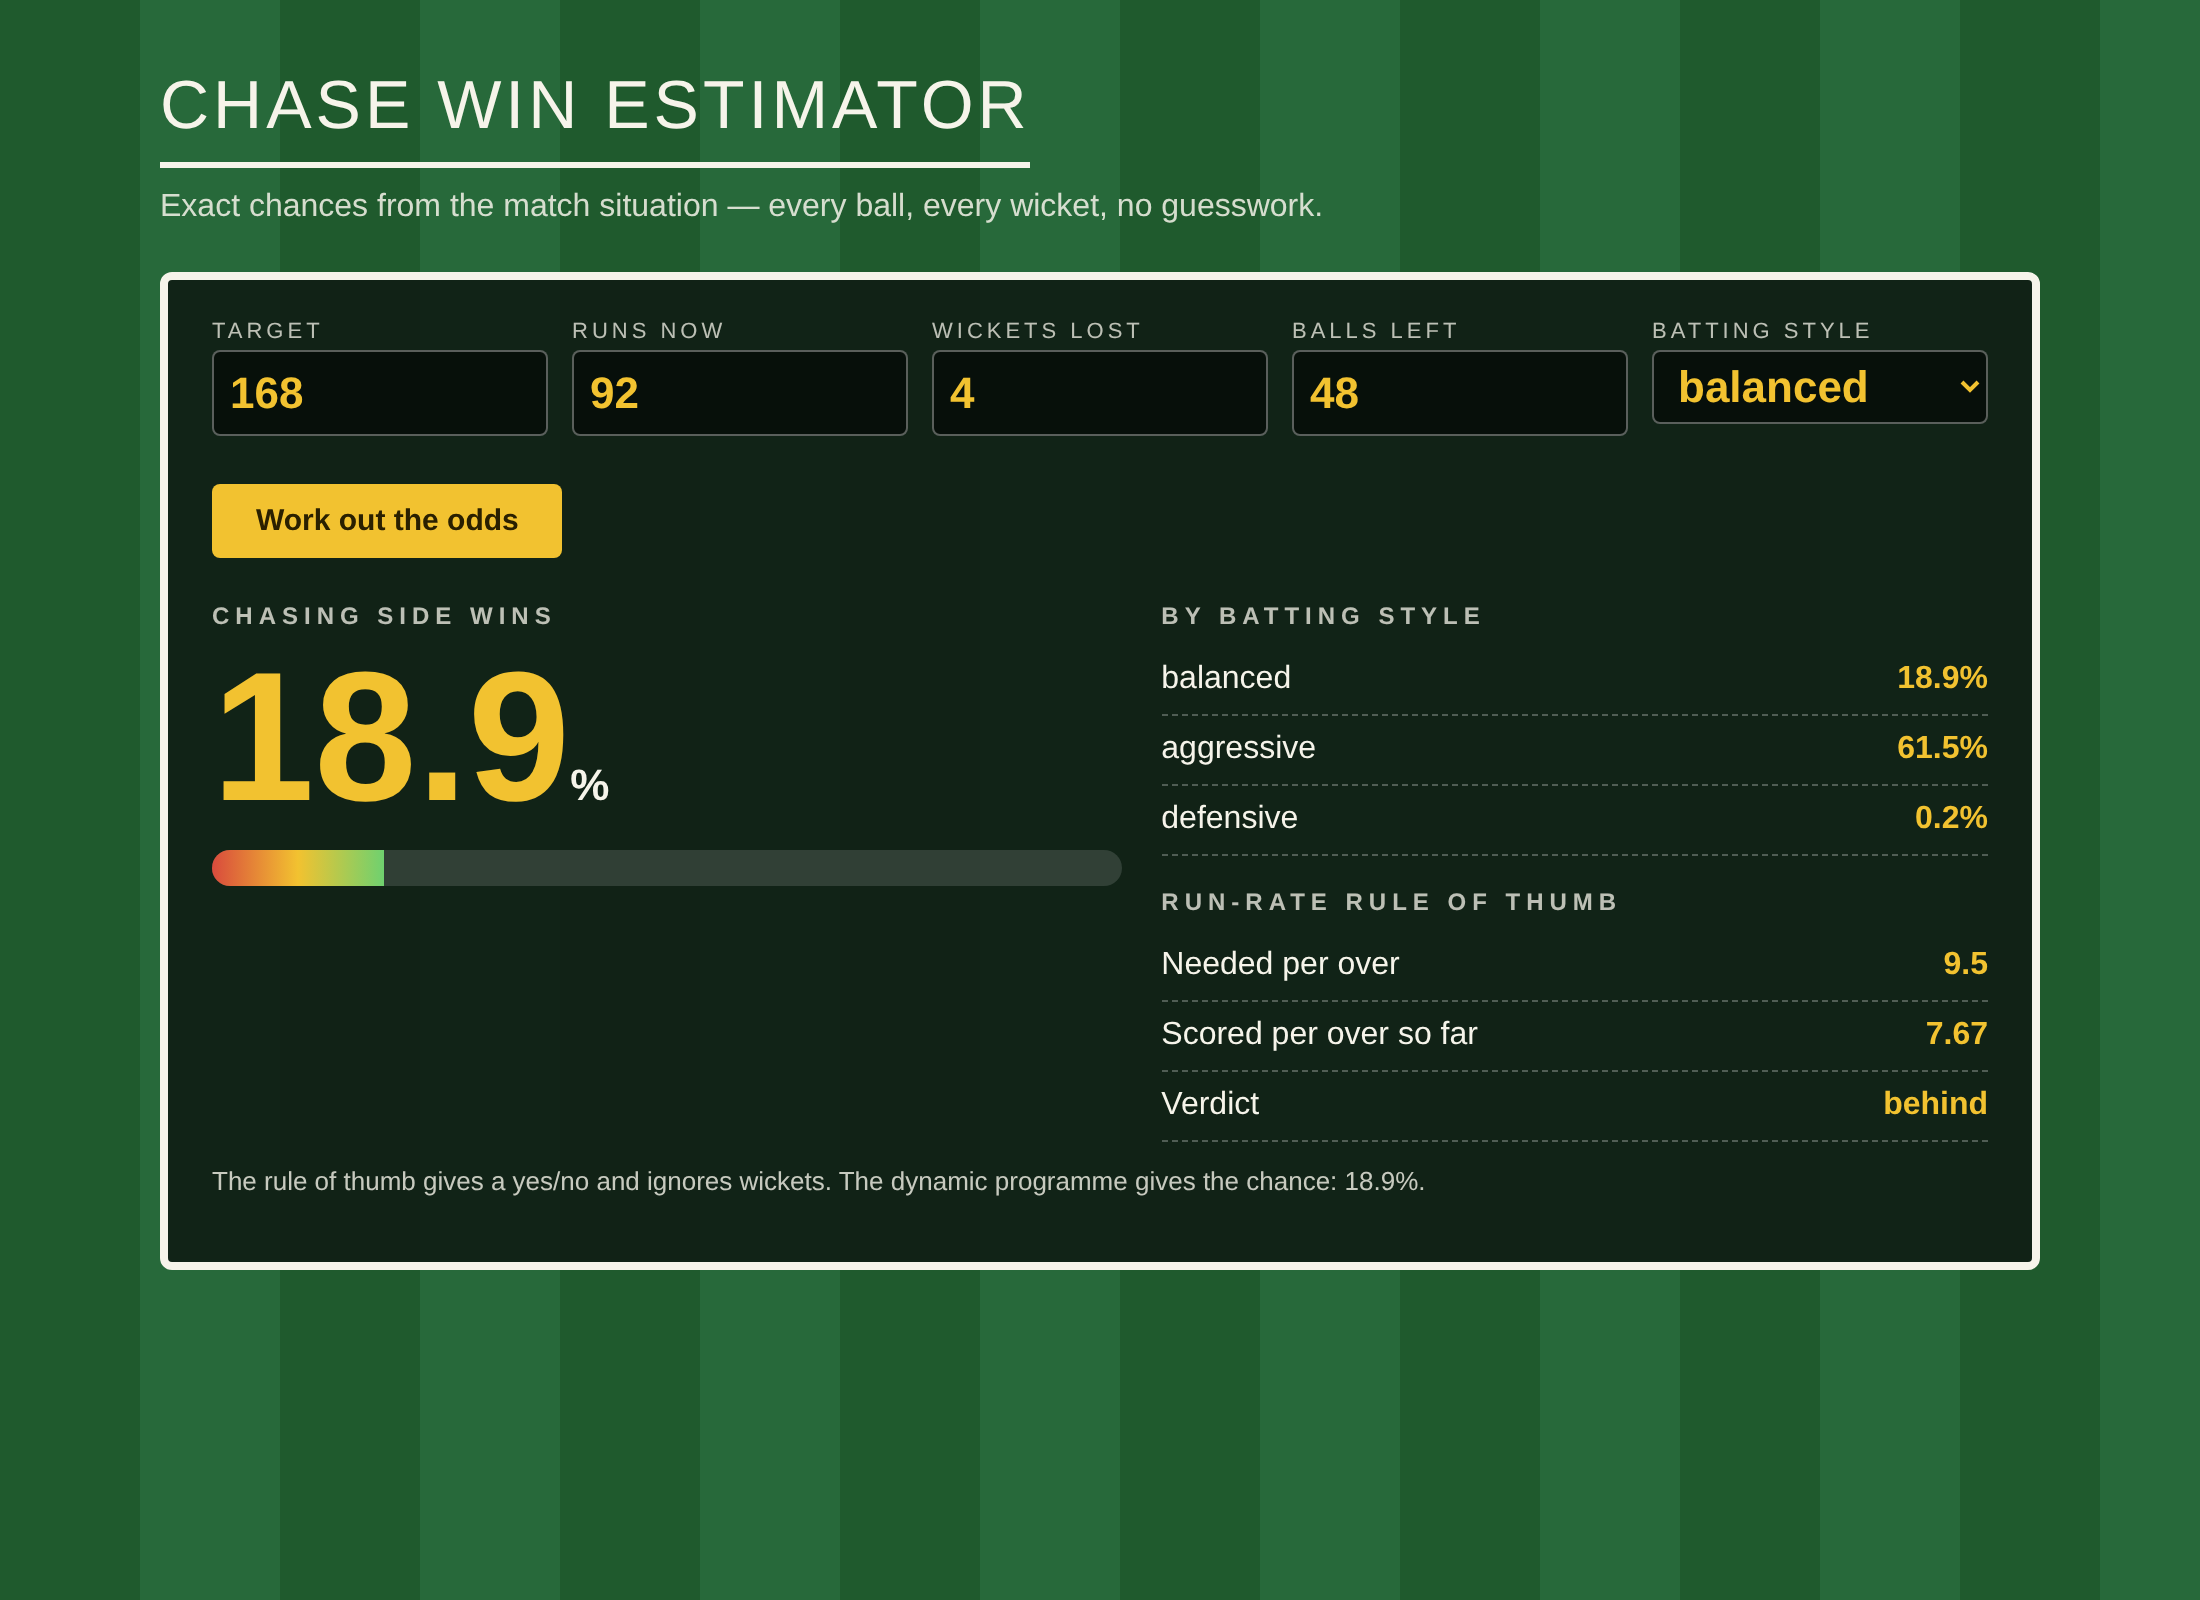 CHASE WIN ESTIMATOR
Exact chances from the match situation — every ball, every wicket, no guesswork.
TARGET
168
RUNS NOW
92
WICKETS LOST
4
BALLS LEFT
48
BATTING STYLE
balanced
Work out the odds
CHASING SIDE WINS
18.9%
BY BATTING STYLE
balanced 18.9%
aggressive 61.5%
defensive 0.2%
RUN-RATE RULE OF THUMB
Needed per over 9.5
Scored per over so far 7.67
Verdict behind
The rule of thumb gives a yes/no and ignores wickets. The dynamic programme gives the chance: 18.9%.